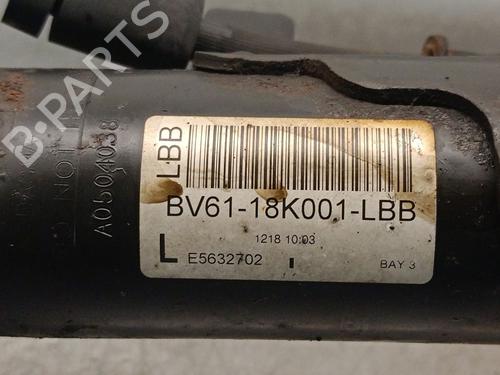 B-PARTS
LBB
A0504038
BV61-18K001-LBB
1218 10:03
L E5632702 I BAY 3